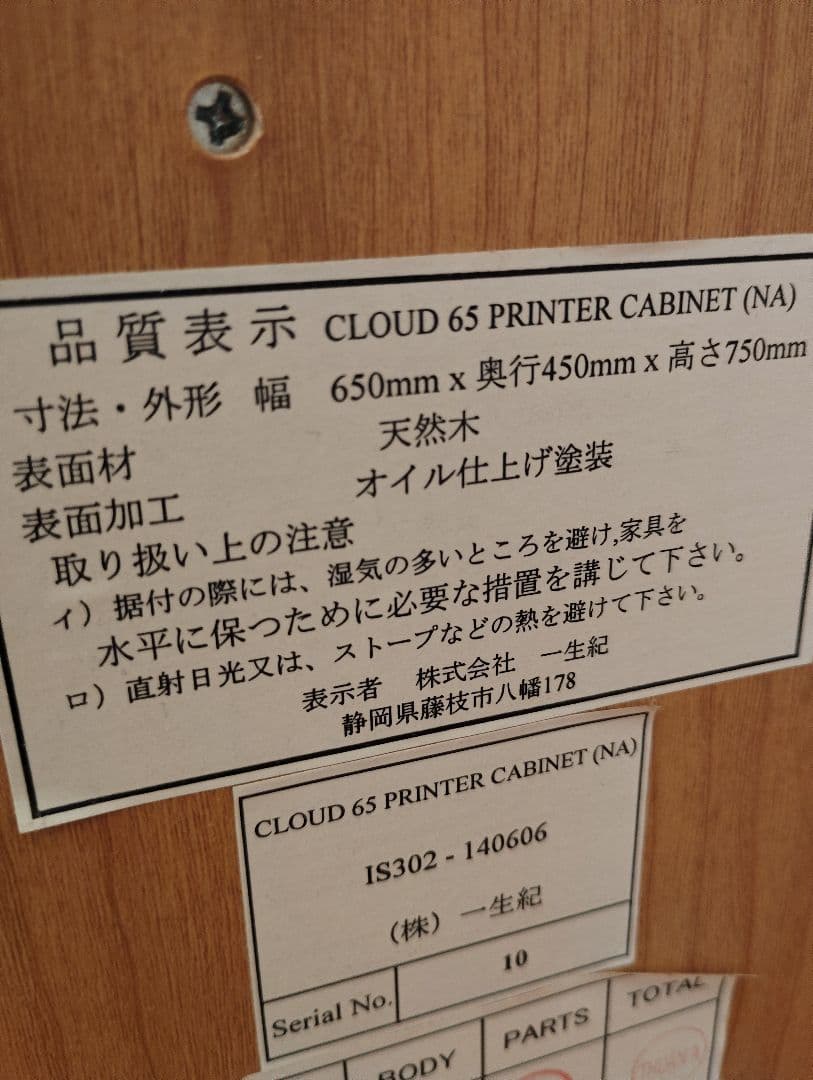 品質表示 CLOUD 65 PRINTER CABINET (NA)
寸法・外形 幅 650mm x 奥行450mm x 高さ750mm
表面材 天然木
表面加工 オイル仕上げ塗装
取り扱い上の注意
イ）据付の際には、湿気の多いところを避け,家具を
水平に保つために必要な措置を講じて下さい。
ロ）直射日光又は、ストーブなどの熱を避けて下さい。
表示者 株式会社 一生紀
静岡県藤枝市八幡178
CLOUD 65 PRINTER CABINET (NA)
IS302 - 140606
（株） 一生紀
Serial No. 10
BODY PARTS TOTAL